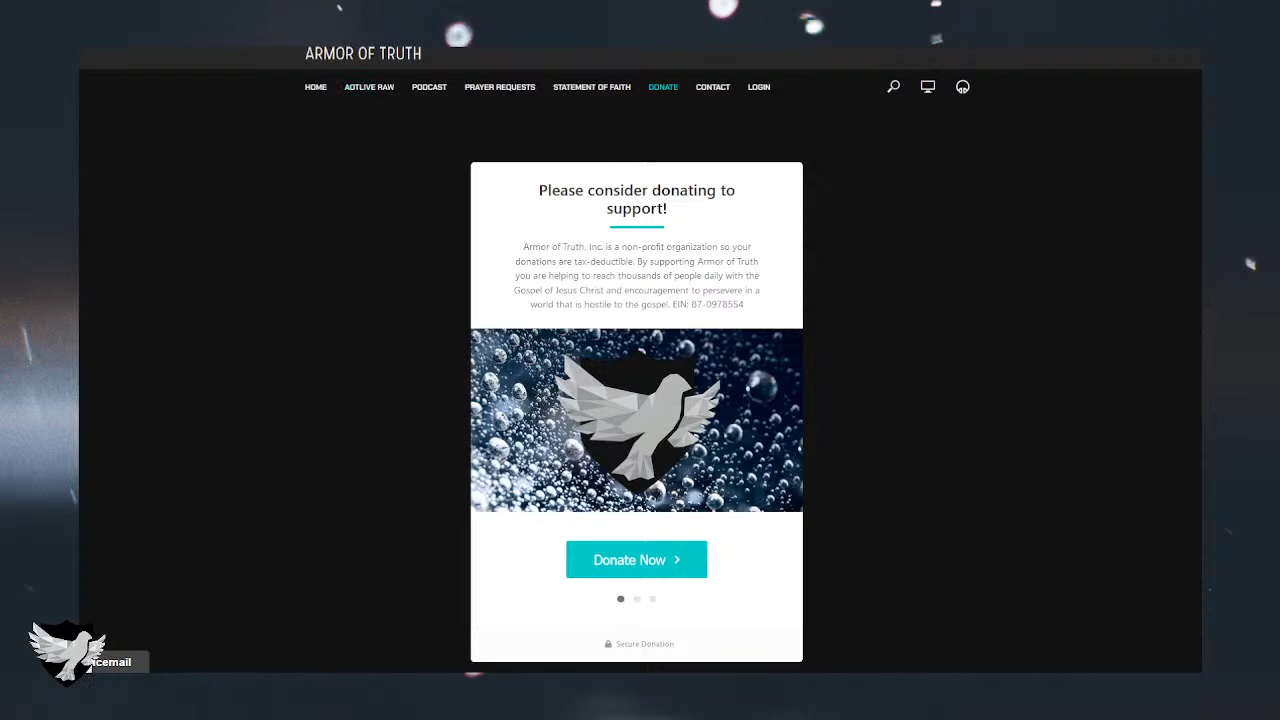 ARMOR OF TRUTH
HOME AOTLIVE RAW PODCAST PRAYER REQUESTS STATEMENT OF FAITH DONATE CONTACT LOGIN
Please consider donating to
support!
Armor of Truth, Inc. is a non-profit organization so your
donations are tax-deductible. By supporting Armor of Truth
you are helping to reach thousands of people daily with the
Gospel of Jesus Christ and encouragement to persevere in a
world that is hostile to the gospel. EIN: 87-0978554
Donate Now
Secure Donation
icemail